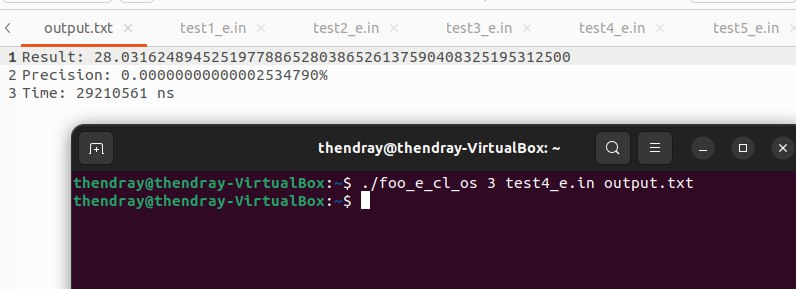 output.txt × test1_e.in × test2_e.in × test3_e.in × test4_e.in × test5_e.in ×
1 Result: 28.03162489452519778865280386526137590408325195312500
2 Precision: 0.00000000000002534790%
3 Time: 29210561 ns
thendray@thendray-VirtualBox: ~
thendray@thendray-VirtualBox:~$ ./foo_e_cl_os 3 test4_e.in output.txt
thendray@thendray-VirtualBox:~$